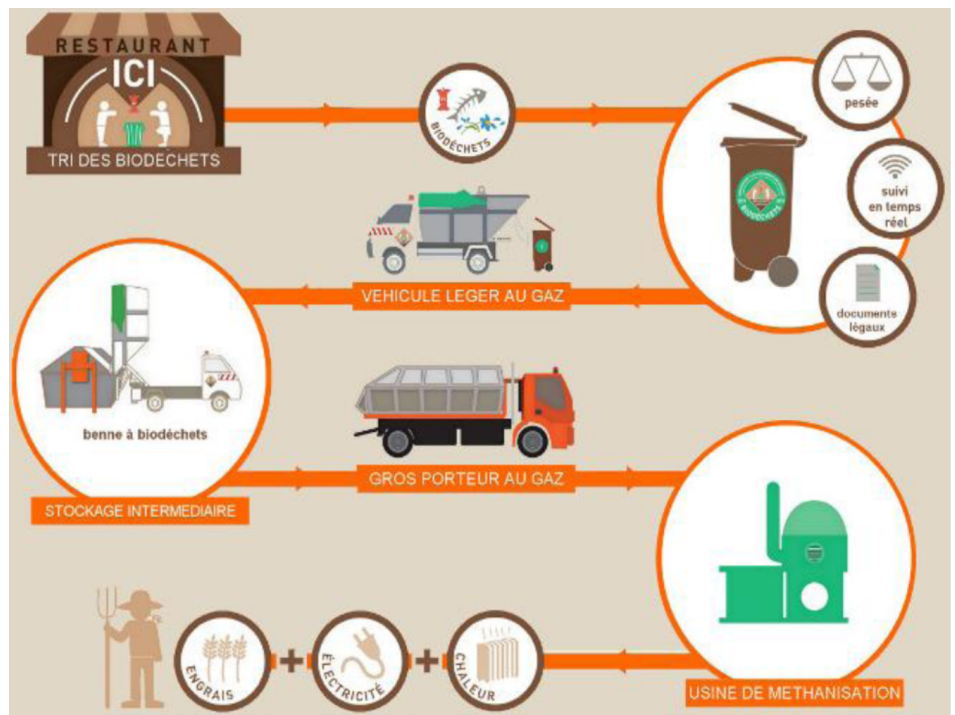 RESTAURANT
ICI
TRI DES BIODÉCHETS
BIODÉCHETS
pesée
suivi
en temps
réel
documents
légaux
BIODÉCHETS
VEHICULE LEGER AU GAZ
benne à biodéchets
STOCKAGE INTERMEDIAIRE
GROS PORTEUR AU GAZ
USINE DE METHANISATION
ENGRAIS
+
ÉLECTRICITÉ
+
CHALEUR